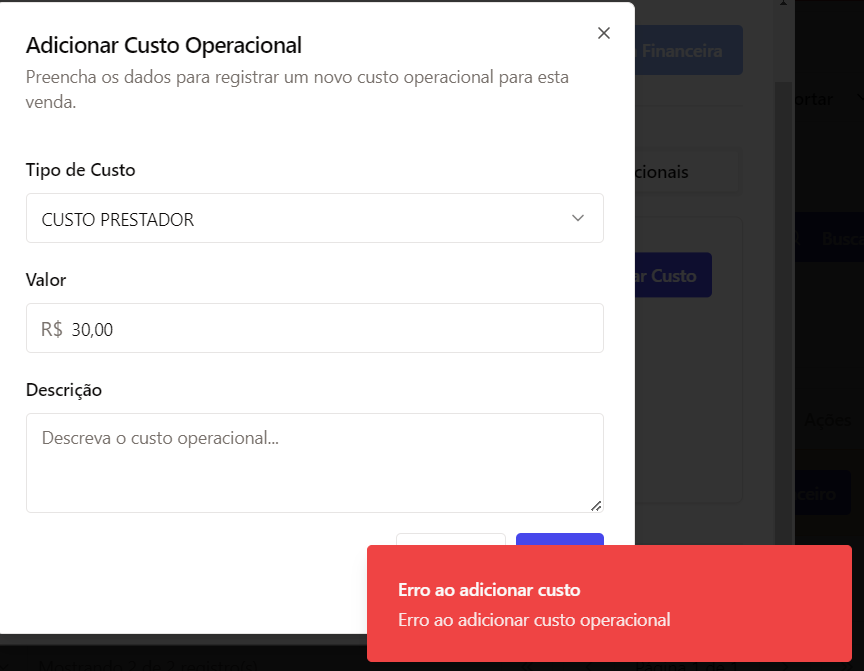 Adicionar Custo Operacional
Preencha os dados para registrar um novo custo operacional para esta
venda.
Financeira
ortar
Tipo de Custo
cionais
CUSTO PRESTADOR
Busca
Valor
ar Custo
R$ 30,00
Descrição
Ações
Descreva o custo operacional...
ceiro
Erro ao adicionar custo
Erro ao adicionar custo operacional